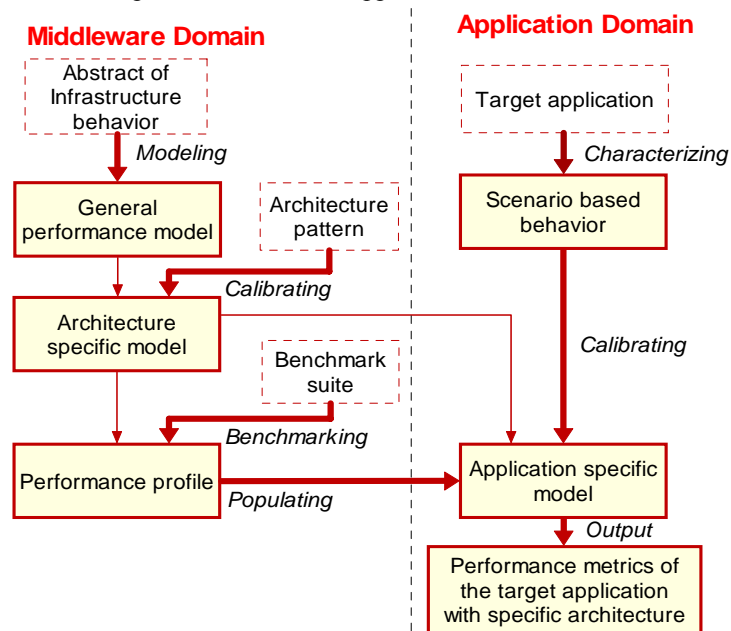 Middleware Domain
Application Domain
Abstract of
Infrastructure
behavior
Target application
Modeling
Characterizing
General
performance model
Architecture
pattern
Scenario based
behavior
Calibrating
Architecture
specific model
Benchmark
suite
Calibrating
Benchmarking
Performance profile
Populating
Application specific
model
Output
Performance metrics of
the target application
with specific architecture